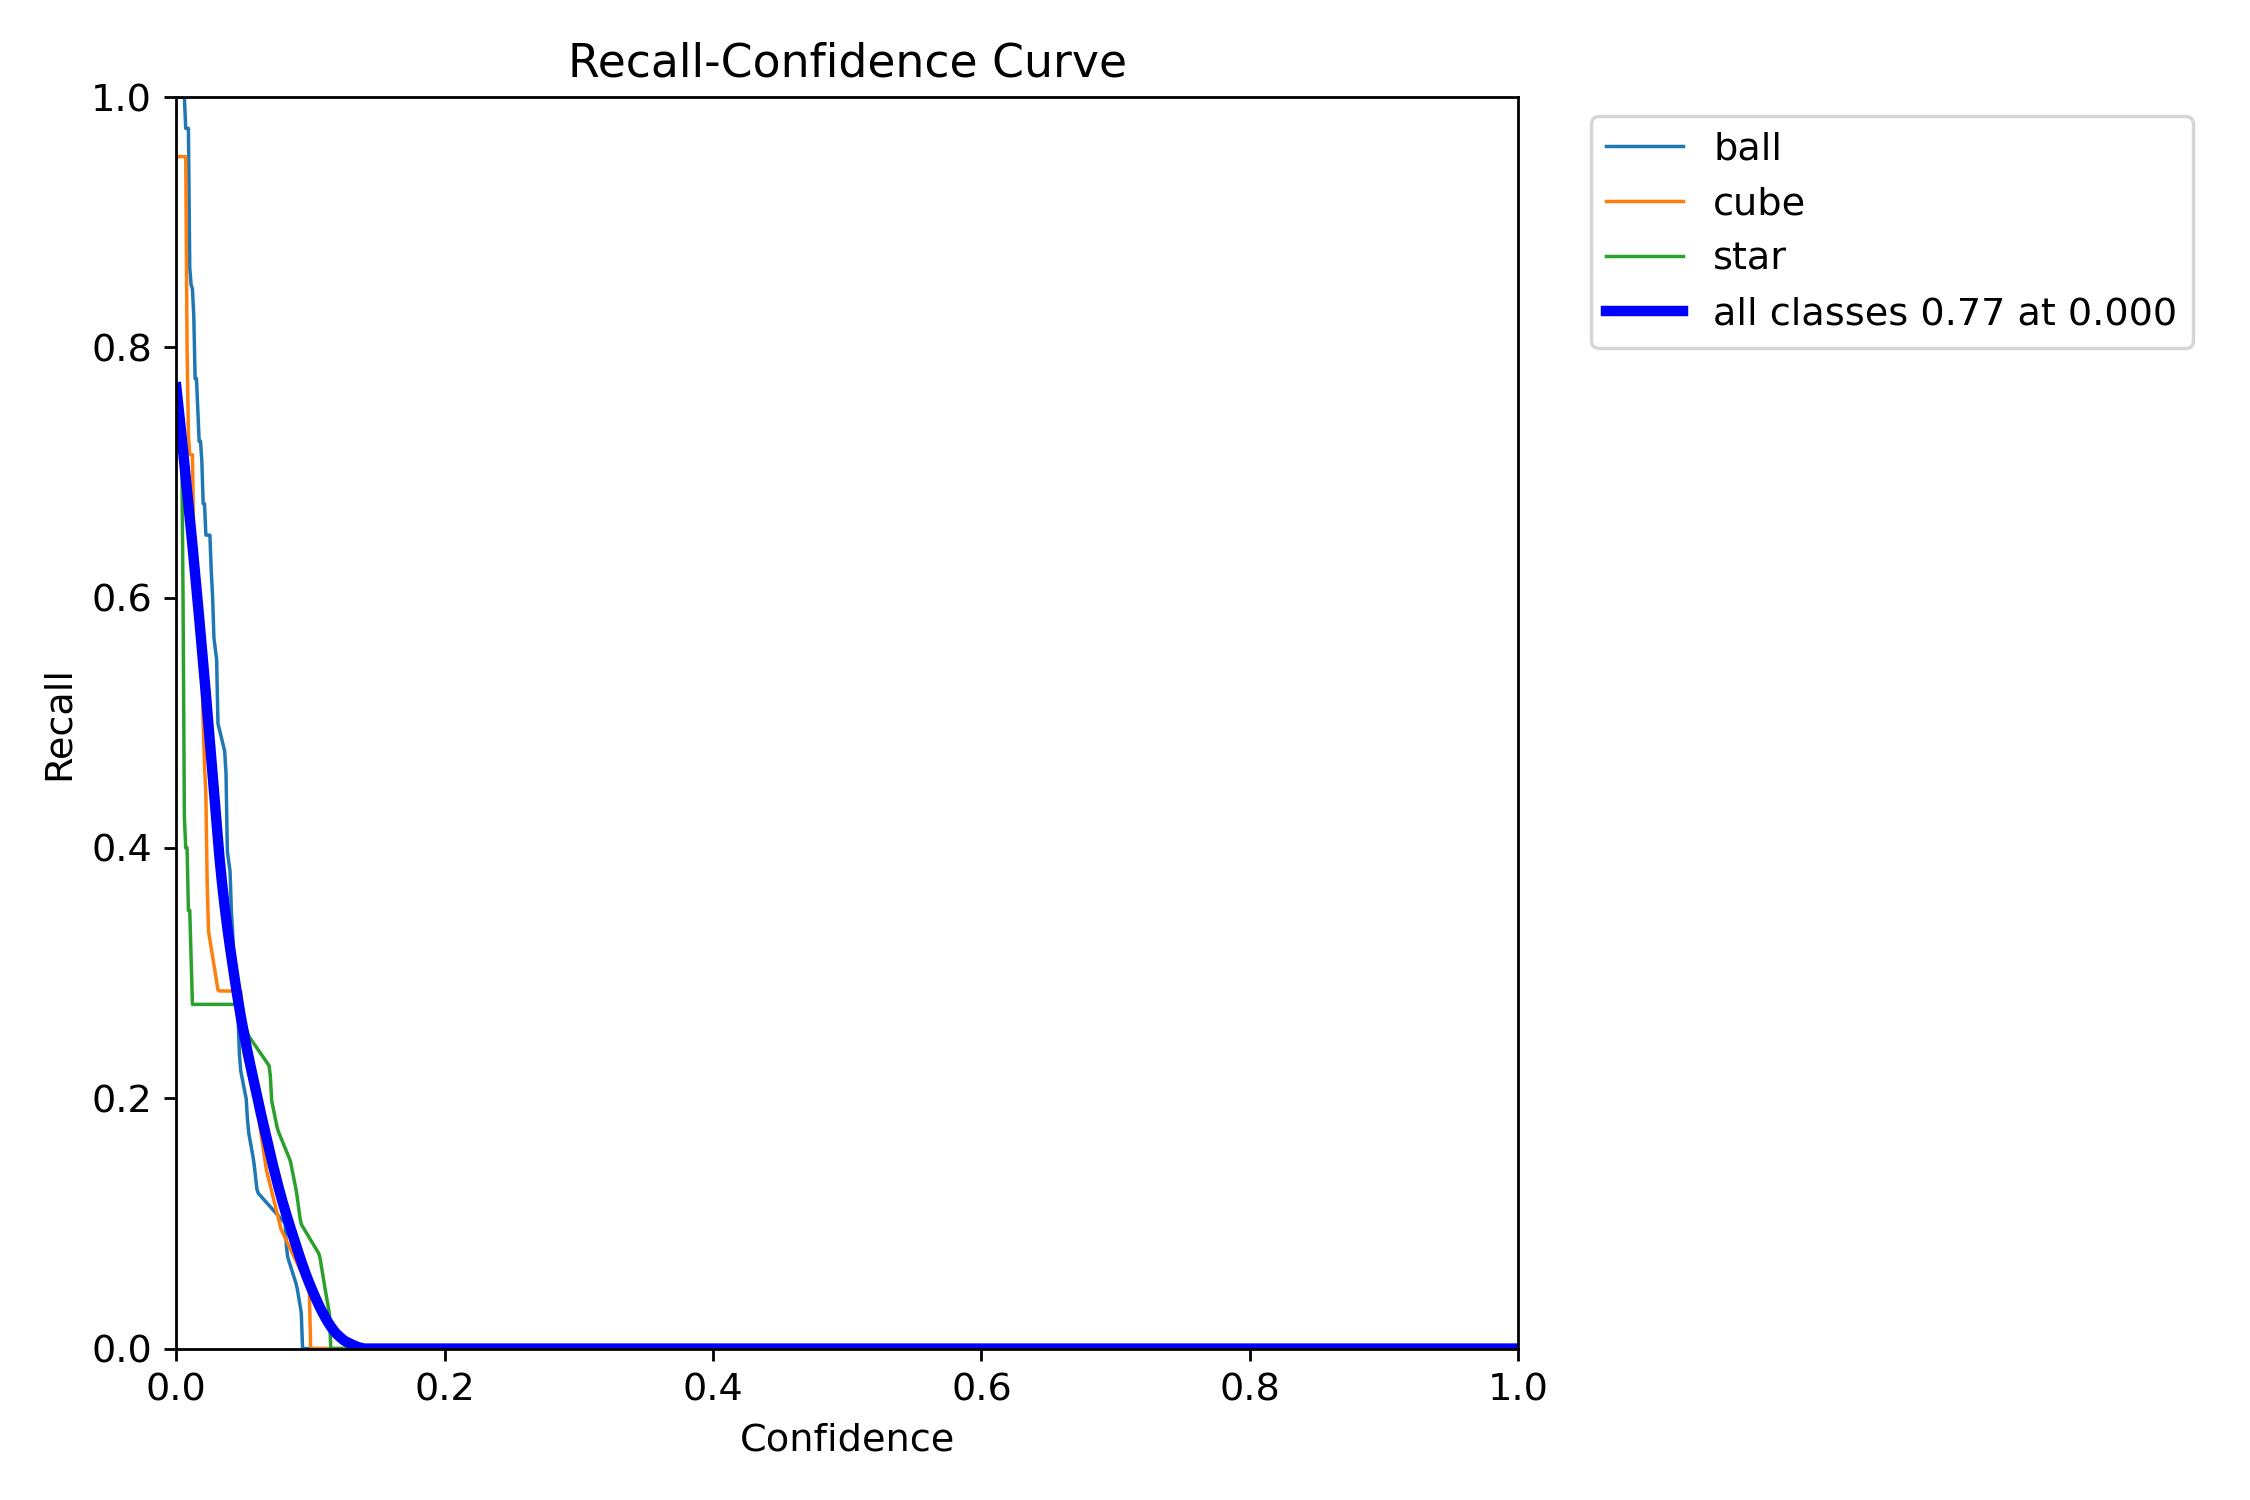 Recall-Confidence Curve
1.0
0.8
0.6
0.4
0.2
0.0
Recall
0.0 0.2 0.4 0.6 0.8 1.0
Confidence
ball
cube
star
all classes 0.77 at 0.000